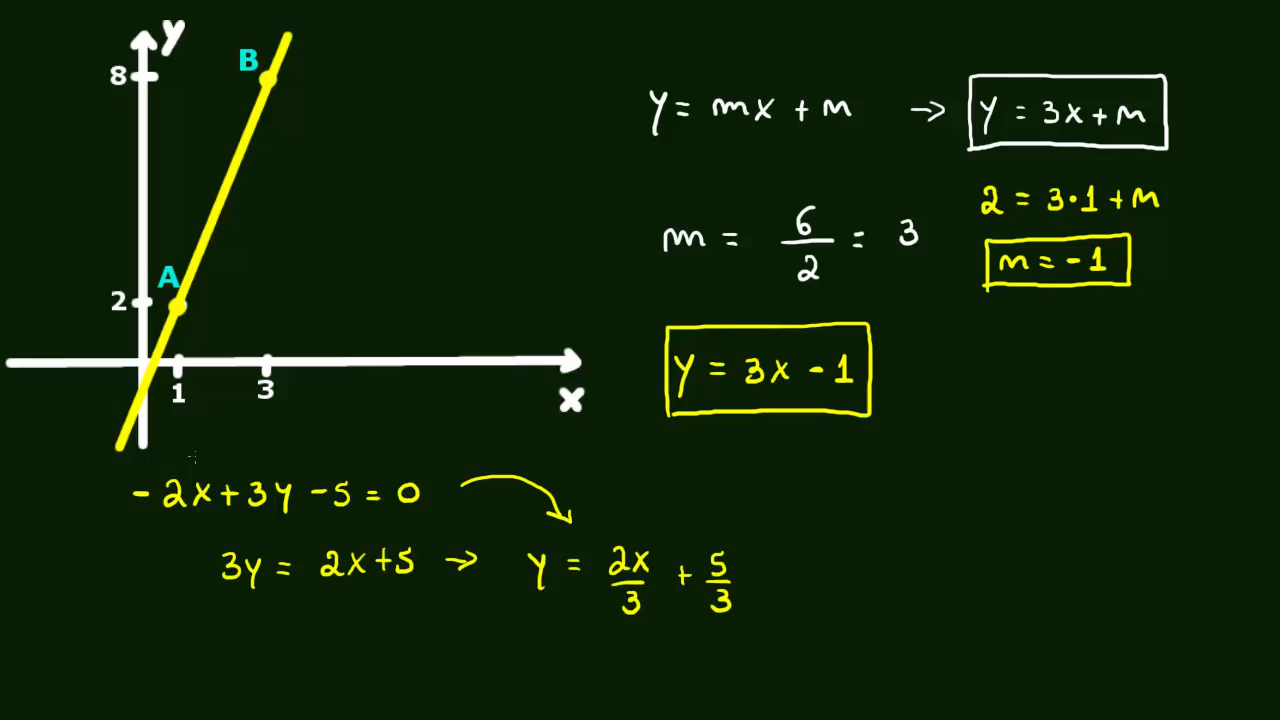 y
8
B
A
2
1
3
x
y = mx + n → y = 3x + n
m = 6/2 = 3
2 = 3·1 + n
n = -1
y = 3x - 1
-2x + 3y - 5 = 0
3y = 2x + 5 → y = 2x/3 + 5/3